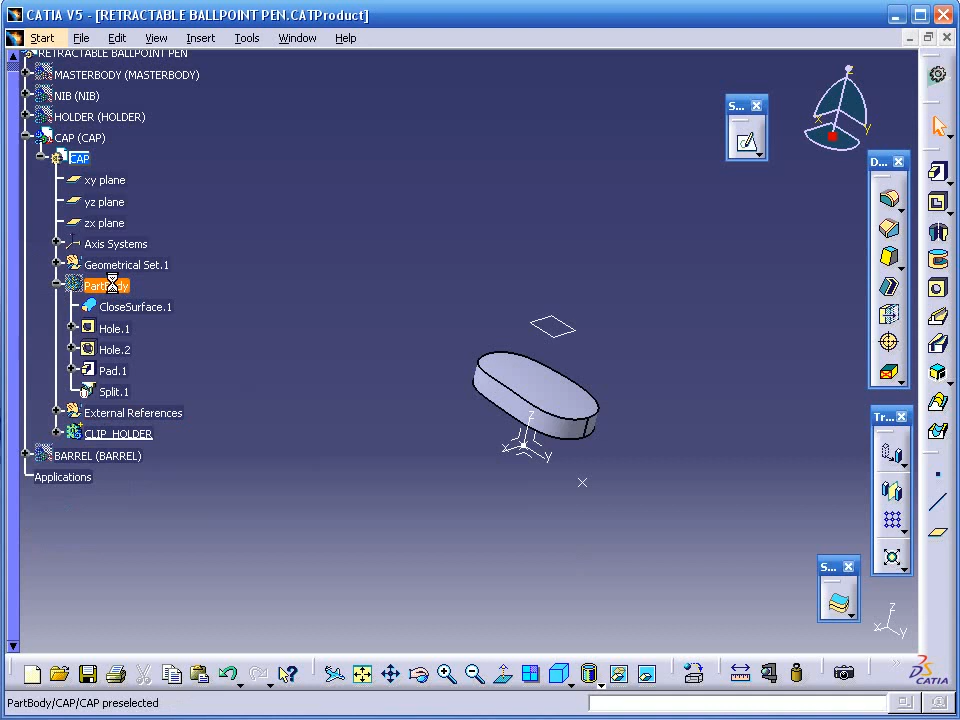 CATIA V5 - [RETRACTABLE BALLPOINT PEN.CATProduct]
Start File Edit View Insert Tools Window Help
RETRACTABLE BALLPOINT PEN
MASTERBODY (MASTERBODY)
NIB (NIB)
HOLDER (HOLDER)
CAP (CAP)
CAP
xy plane
yz plane
zx plane
Axis Systems
Geometrical Set.1
PartBody
CloseSurface.1
Hole.1
Hole.2
Pad.1
Split.1
External References
CLIP_HOLDER
BARREL (BARREL)
Applications
S...
D...
Tr...
S...
z
x
y
z
x
y
x
y
CATIA
PartBody/CAP/CAP preselected